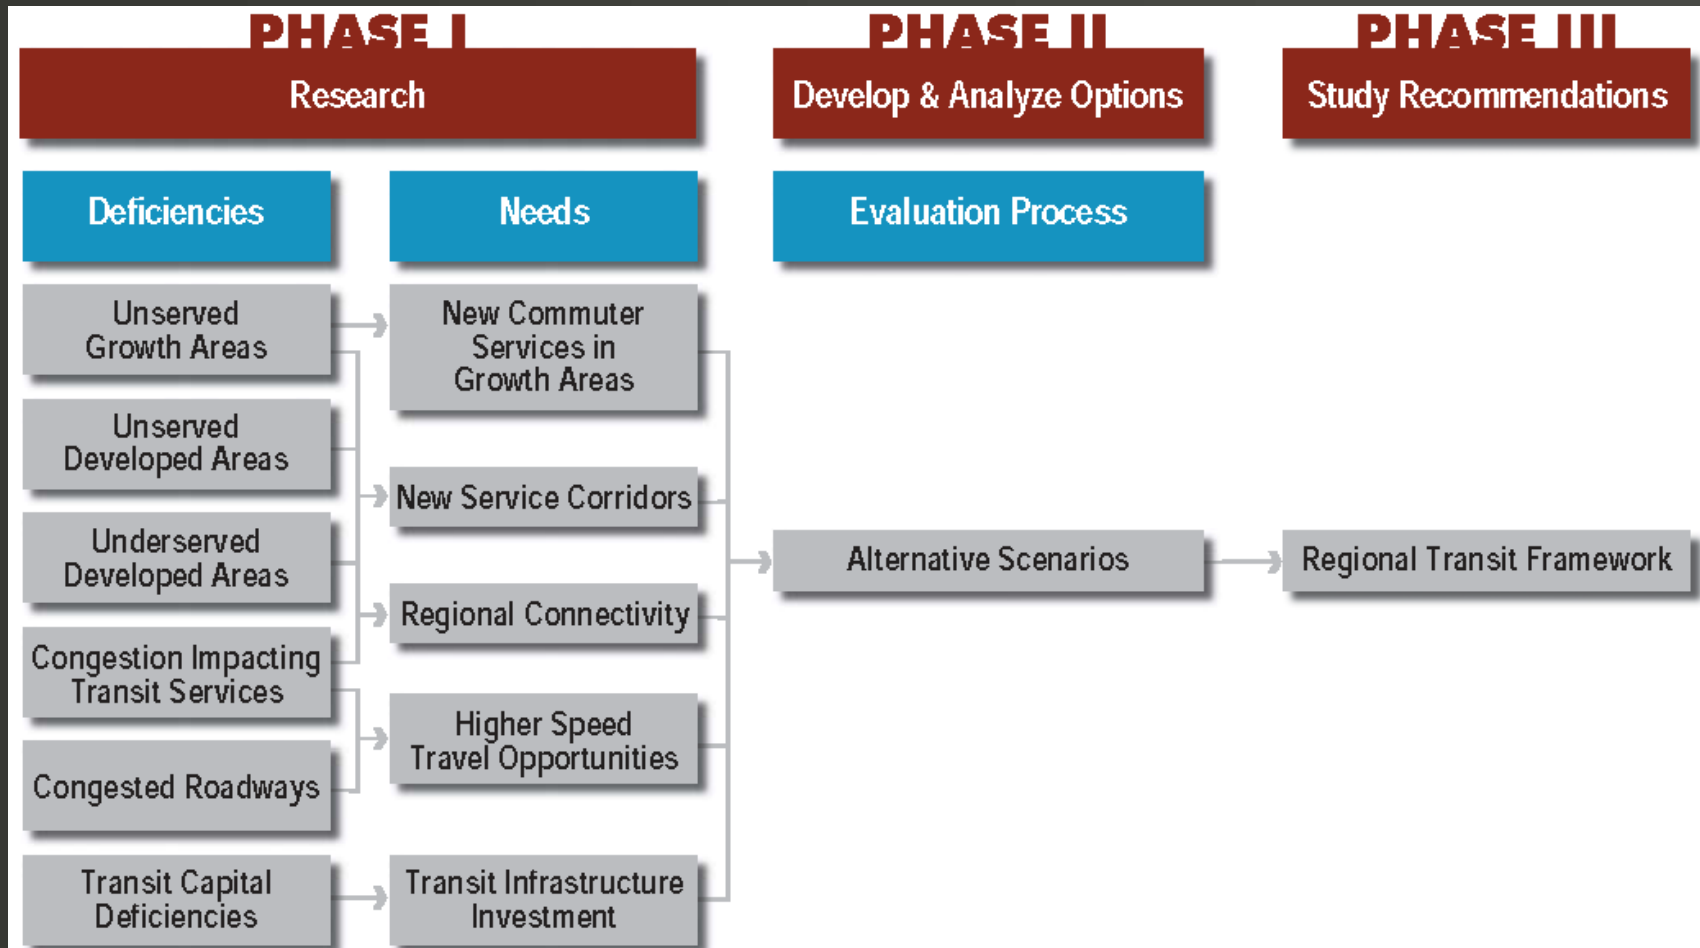 PHASE I
Research
Deficiencies
Needs
Unserved
Growth Areas
Unserved
Developed Areas
Underserved
Developed Areas
Congestion Impacting
Transit Services
Congested Roadways
Transit Capital
Deficiencies
New Commuter
Services in
Growth Areas
New Service Corridors
Regional Connectivity
Higher Speed
Travel Opportunities
Transit Infrastructure
Investment
PHASE II
Develop & Analyze Options
Evaluation Process
Alternative Scenarios
PHASE III
Study Recommendations
Regional Transit Framework